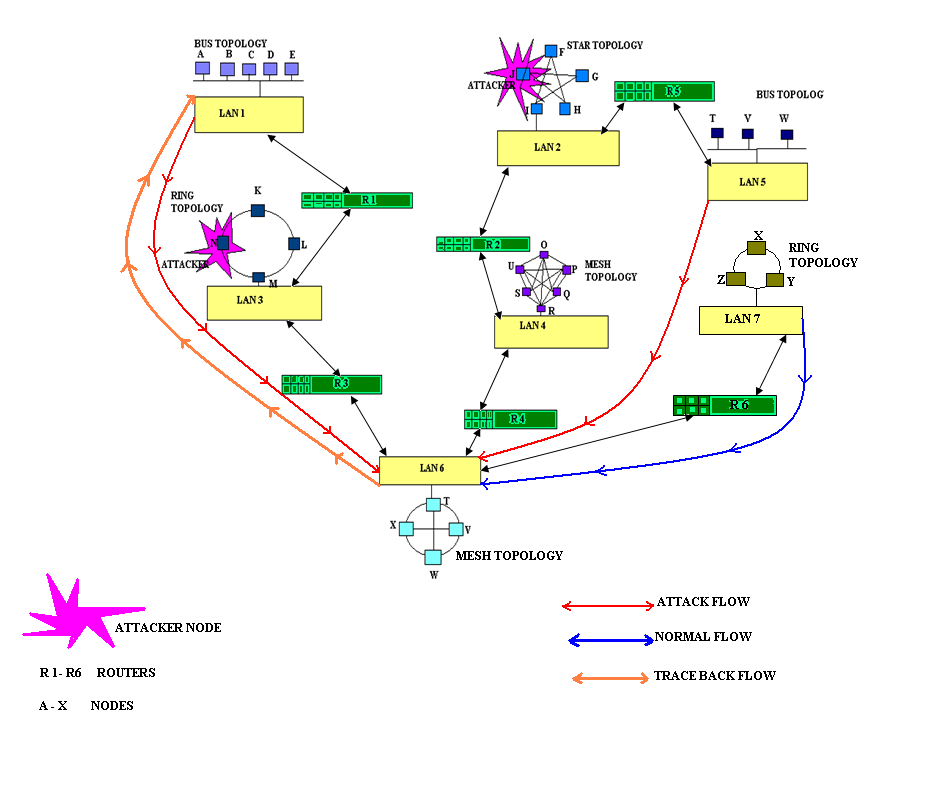 BUS TOPOLOGY
A B C D E
LAN 1
STAR TOPOLOGY
F
J
G
ATTACKER
I
H
LAN 2
R 5
BUS TOPOLOG
T V W
LAN 5
R 1
RING
TOPOLOGY
K
N
L
ATTACKER
M
LAN 3
R 2
O
MESH
TOPOLOGY
U
P
S
Q
R
LAN 4
X
RING
TOPOLOGY
Z
Y
LAN 7
R 3
R 4
R 6
LAN 6
T
X
V
W
MESH TOPOLOGY
ATTACKER NODE
R 1- R6 ROUTERS
A - X NODES
ATTACK FLOW
NORMAL FLOW
TRACE BACK FLOW